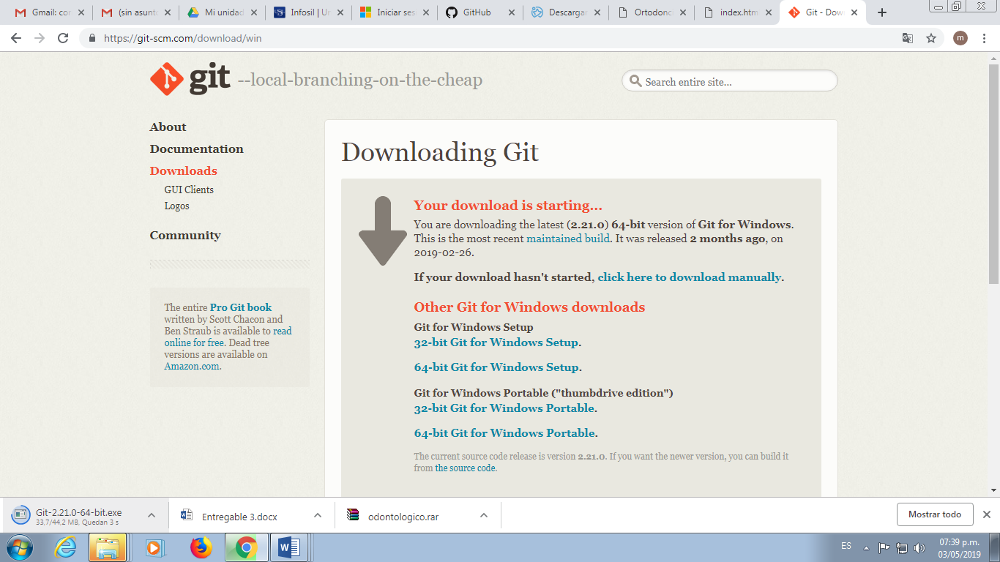 Gmail: cor
(sin asunt
Mi unidad
Infosil | Un
Iniciar ses
GitHub
Descargar
Ortodonc
index.htm
Git - Dow
https://git-scm.com/download/win
m
git --local-branching-on-the-cheap
Search entire site...
About
Documentation
Downloads
GUI Clients
Logos
Community
The entire Pro Git book
written by Scott Chacon and
Ben Straub is available to read
online for free. Dead tree
versions are available on
Amazon.com.
Downloading Git
Your download is starting...
You are downloading the latest (2.21.0) 64-bit version of Git for Windows.
This is the most recent maintained build. It was released 2 months ago, on
2019-02-26.
If your download hasn't started, click here to download manually.
Other Git for Windows downloads
Git for Windows Setup
32-bit Git for Windows Setup.
64-bit Git for Windows Setup.
Git for Windows Portable ("thumbdrive edition")
32-bit Git for Windows Portable.
64-bit Git for Windows Portable.
The current source code release is version 2.21.0. If you want the newer version, you can build it
from the source code.
Git-2.21.0-64-bit.exe
33,7/44,2 MB, Quedan 3 s
Entregable 3.docx
odontologico.rar
Mostrar todo
ES
07:39 p.m.
03/05/2019